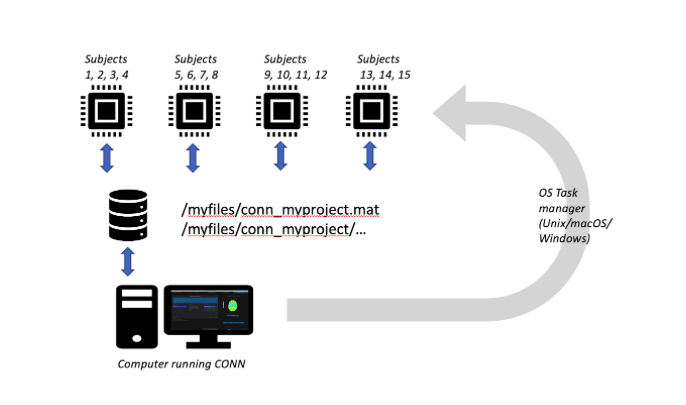 Subjects
1, 2, 3, 4
Subjects
5, 6, 7, 8
Subjects
9, 10, 11, 12
Subjects
13, 14, 15
/myfiles/conn_myproject.mat
/myfiles/conn_myproject/...
OS Task
manager
(Unix/macOS/
Windows)
Computer running CONN